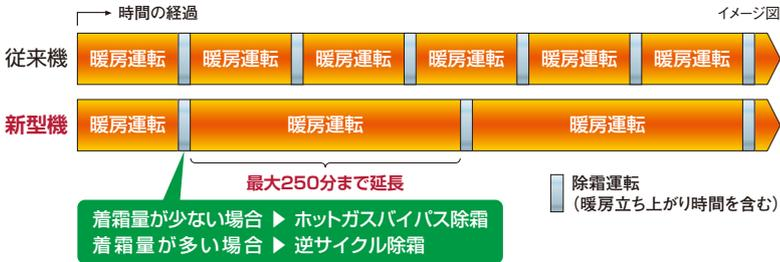 時間の経過
イメージ図
従来機
暖房運転 暖房運転 暖房運転 暖房運転 暖房運転 暖房運転
新型機
暖房運転 暖房運転 暖房運転
最大250分まで延長
除霜運転
（暖房立ち上がり時間を含む）
着霜量が少ない場合 ▶ ホットガスバイパス除霜
着霜量が多い場合 ▶ 逆サイクル除霜